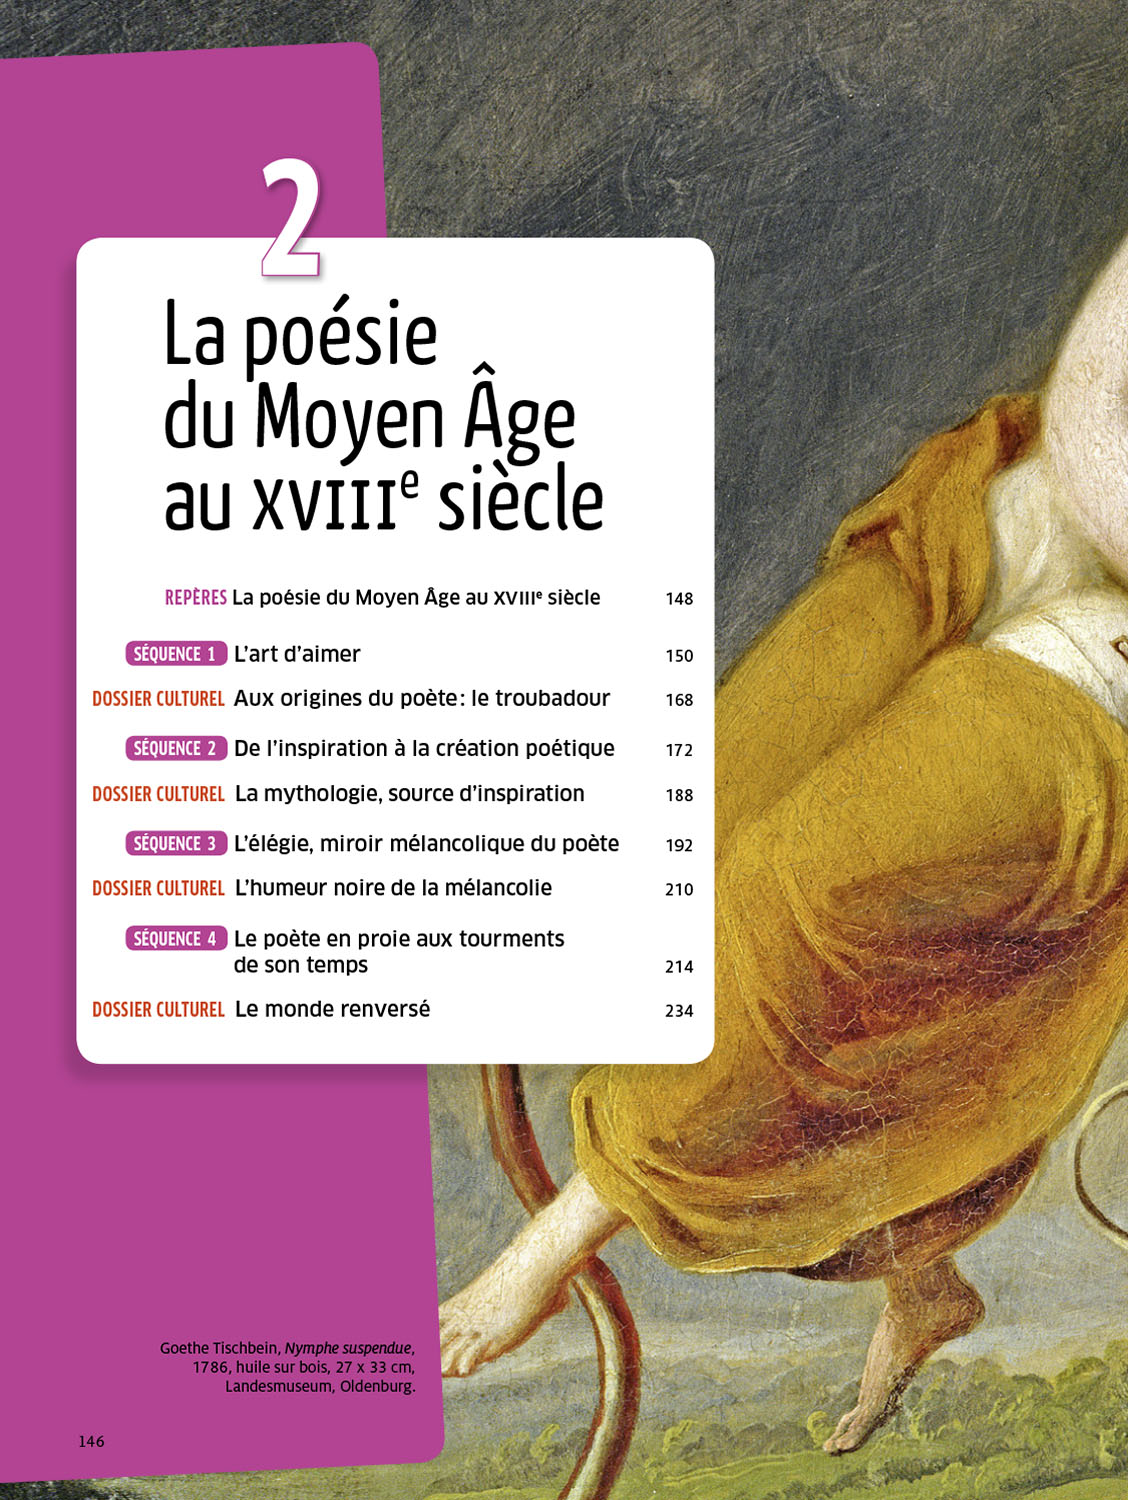 2
La poésie
du Moyen Âge
au XVIIIe siècle
REPÈRES La poésie du Moyen Âge au XVIIIe siècle 148
SÉQUENCE 1 L'art d'aimer 150
DOSSIER CULTUREL Aux origines du poète : le troubadour 168
SÉQUENCE 2 De l'inspiration à la création poétique 172
DOSSIER CULTUREL La mythologie, source d'inspiration 188
SÉQUENCE 3 L'élégie, miroir mélancolique du poète 192
DOSSIER CULTUREL L'humeur noire de la mélancolie 210
SÉQUENCE 4 Le poète en proie aux tourments
de son temps 214
DOSSIER CULTUREL Le monde renversé 234
Goethe Tischbein, Nymphe suspendue,
1786, huile sur bois, 27 x 33 cm,
Landesmuseum, Oldenburg.
146